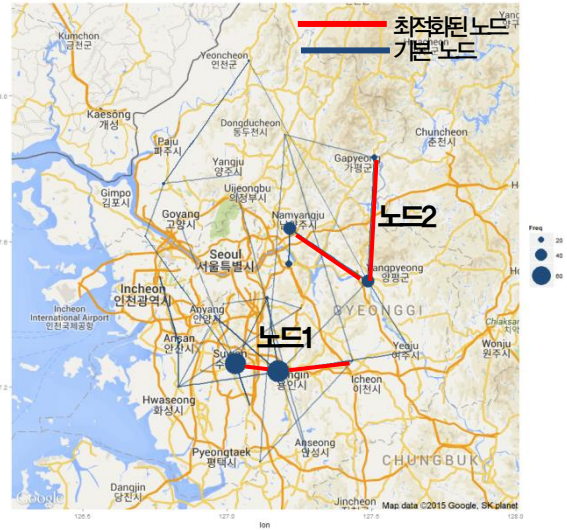 최적화된 노드
기본 노드
Kumchon
금천군
Yeoncheon
연천군
Kaesŏng
개성
Dongducheon
동두천시
Chuncheon
춘천시
Paju
파주시
Yangju
양주시
Gapyeong
가평군
Gimpo
김포시
Uijeongbu
의정부시
Goyang
고양시
Namyangju
남양주시
노드2
Seoul
서울특별시
Yangpyeong
양평군
Incheon
인천광역시
Incheon
International Airport
인천국제공항
Anyang
안양시
GYEONGGI
Ansan
안산시
노드1
Yeoju
여주시
Wonju
원주시
Icheon
이천시
용인시
Hwaseong
화성시
Anseong
안성시
Pyeongtaek
평택시
CHUNGBUK
Dangjin
당진시
Jincheon
Google
Map data ©2015 Google, SK planet
126.5
127.0
127.5
128.0
lon
Freq
20
40
60